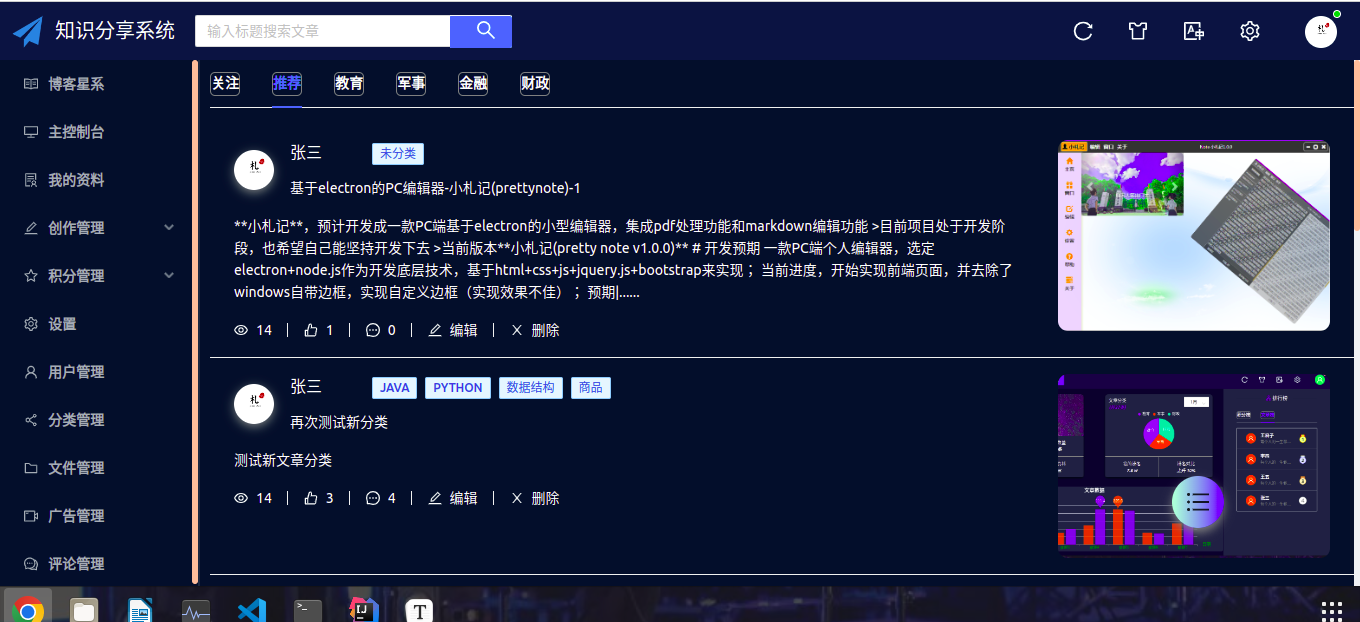 知识分享系统
输入标题搜索文章
博客星系
主控制台
我的资料
创作管理
积分管理
设置
用户管理
分类管理
文件管理
广告管理
评论管理
关注 推荐 教育 军事 金融 财政
张三 未分类
基于electron的PC编辑器-小札记(prettynote)-1
**小札记**，预计开发成一款PC端基于electron的小型编辑器，集成pdf处理功能和markdown编辑功能 >目前项目处于开发阶
段，也希望自己能坚持开发下去 >当前版本**小札记(pretty note v1.0.0)** # 开发预期 一款PC端个人编辑器，选定
electron+node.js作为开发底层技术，基于html+css+js+jquery.js+bootstrap来实现 ；当前进度，开始实现前端页面，并去除了
windows自带边框，实现自定义边框（实现效果不佳） ；预期|......
14 | 1 | 0 | 编辑 | 删除
张三 JAVA PYTHON 数据结构 商品
再次测试新分类
测试新文章分类
14 | 3 | 4 | 编辑 | 删除